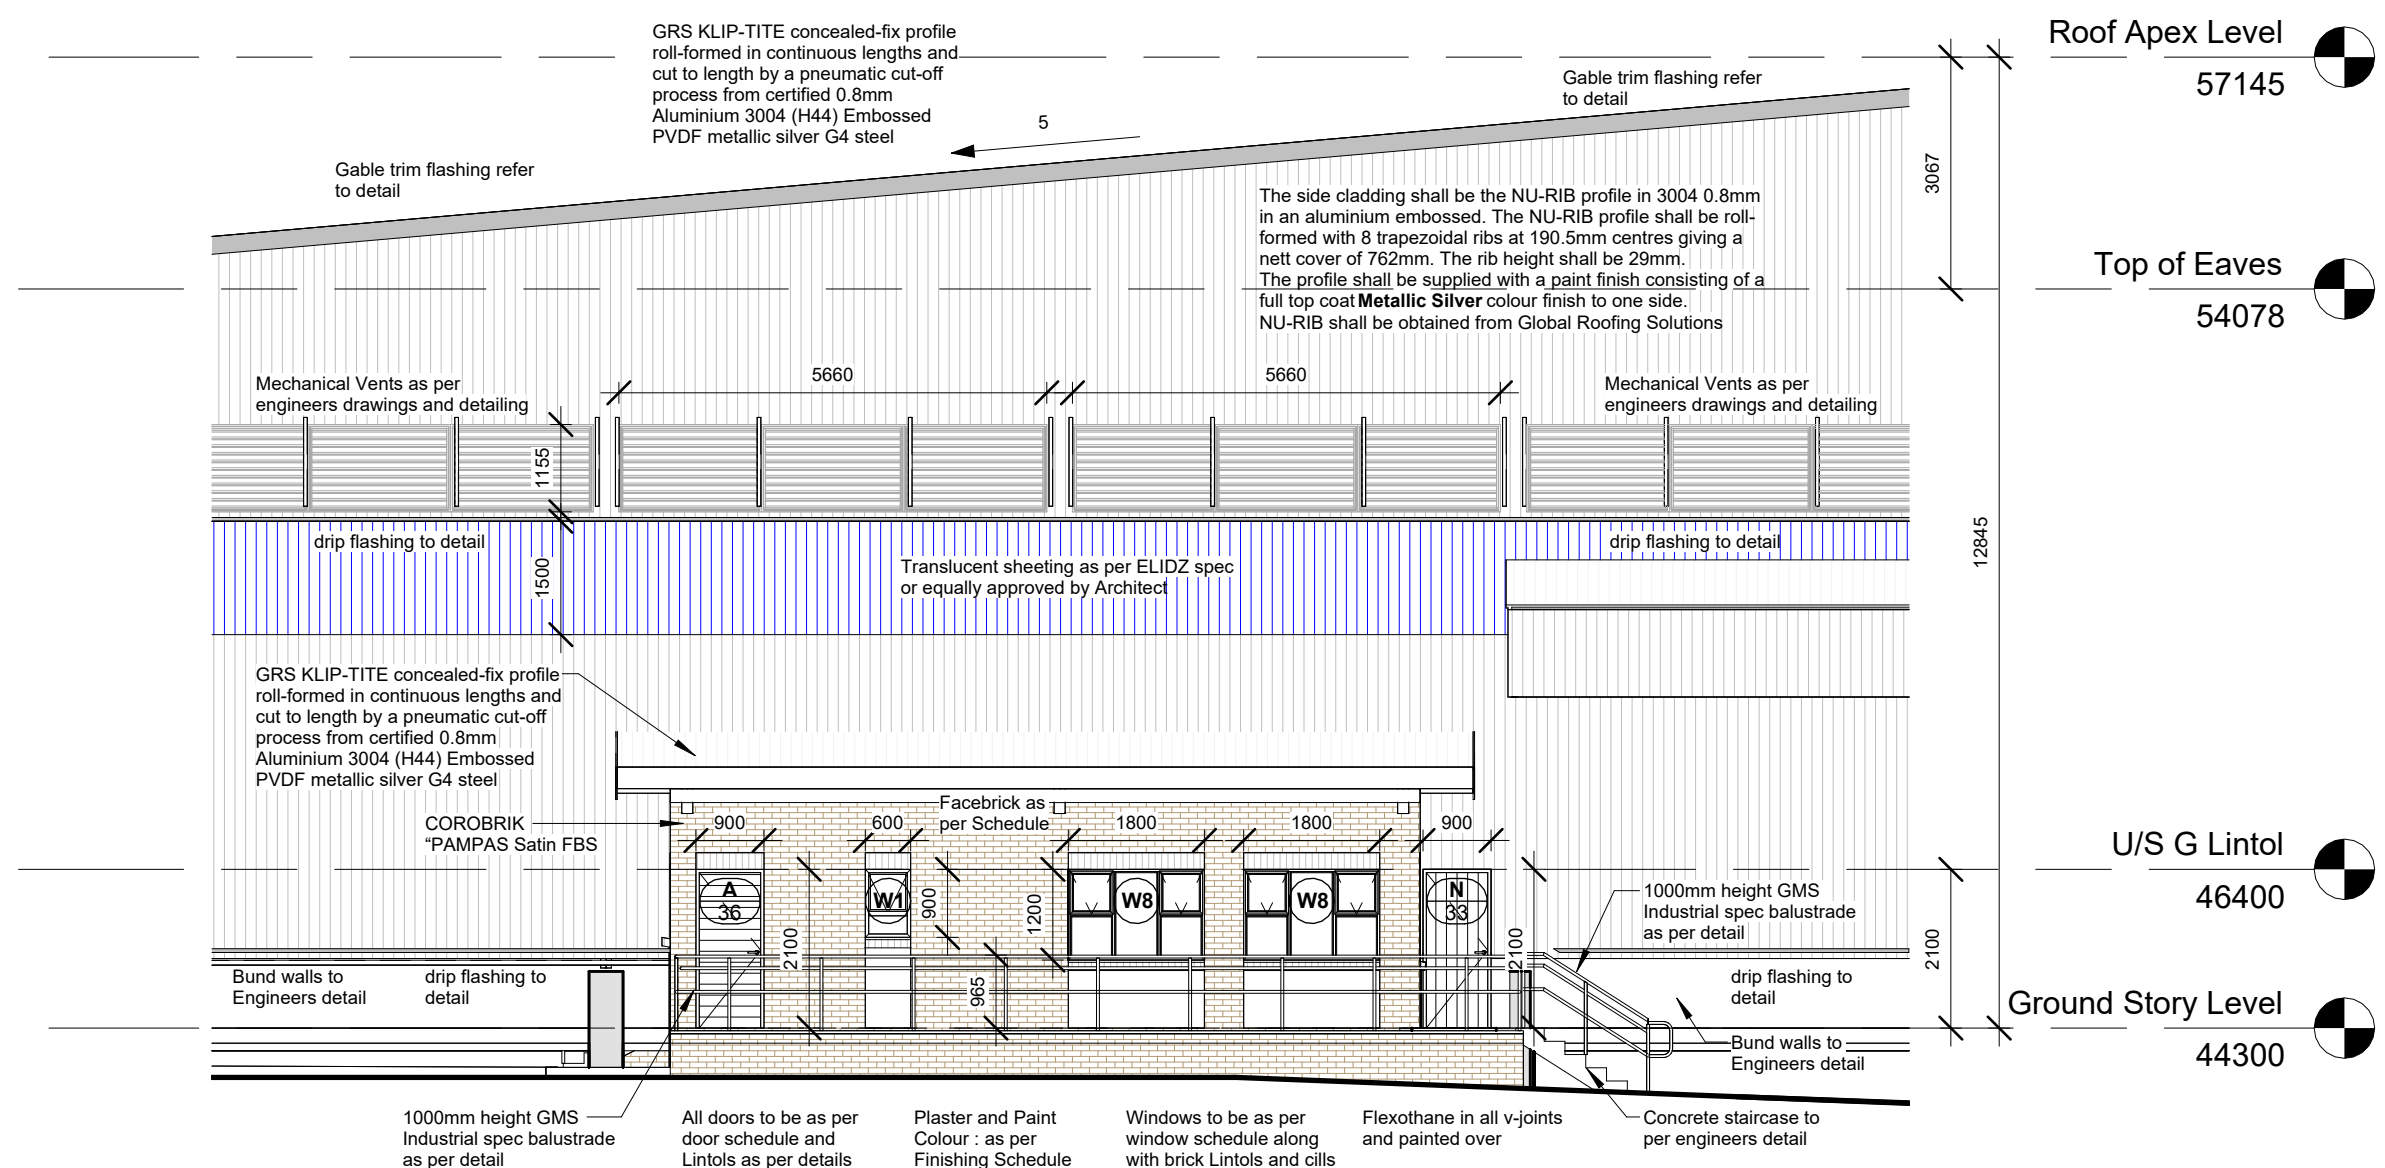 GRS KLIP-TITE concealed-fix profile
roll-formed in continuous lengths and
cut to length by a pneumatic cut-off
process from certified 0.8mm
Aluminium 3004 (H44) Embossed
PVDF metallic silver G4 steel
Roof Apex Level
57145
Gable trim flashing refer
to detail
5
Gable trim flashing refer
to detail
3067
The side cladding shall be the NU-RIB profile in 3004 0.8mm
in an aluminium embossed. The NU-RIB profile shall be roll-
formed with 8 trapezoidal ribs at 190.5mm centres giving a
nett cover of 762mm. The rib height shall be 29mm.
The profile shall be supplied with a paint finish consisting of a
full top coat Metallic Silver colour finish to one side.
NU-RIB shall be obtained from Global Roofing Solutions
Top of Eaves
54078
Mechanical Vents as per
engineers drawings and detailing
5660
5660
Mechanical Vents as per
engineers drawings and detailing
1155
12845
drip flashing to detail
1500
Translucent sheeting as per ELIDZ spec
or equally approved by Architect
drip flashing to detail
GRS KLIP-TITE concealed-fix profile
roll-formed in continuous lengths and
cut to length by a pneumatic cut-off
process from certified 0.8mm
Aluminium 3004 (H44) Embossed
PVDF metallic silver G4 steel
COROBRIK
“PAMPAS Satin FBS
Facebrick as
per Schedule
900
600
1800
1800
900
U/S G Lintol
46400
A
36
W1
900
1200
W8
W8
N
33
2100
965
2100
1000mm height GMS
Industrial spec balustrade
as per detail
2100
Bund walls to
Engineers detail
drip flashing to
detail
drip flashing to
detail
Ground Story Level
44300
Bund walls to
Engineers detail
1000mm height GMS
Industrial spec balustrade
as per detail
All doors to be as per
door schedule and
Lintols as per details
Plaster and Paint
Colour : as per
Finishing Schedule
Windows to be as per
window schedule along
with brick Lintols and cills
Flexothane in all v-joints
and painted over
Concrete staircase to
per engineers detail